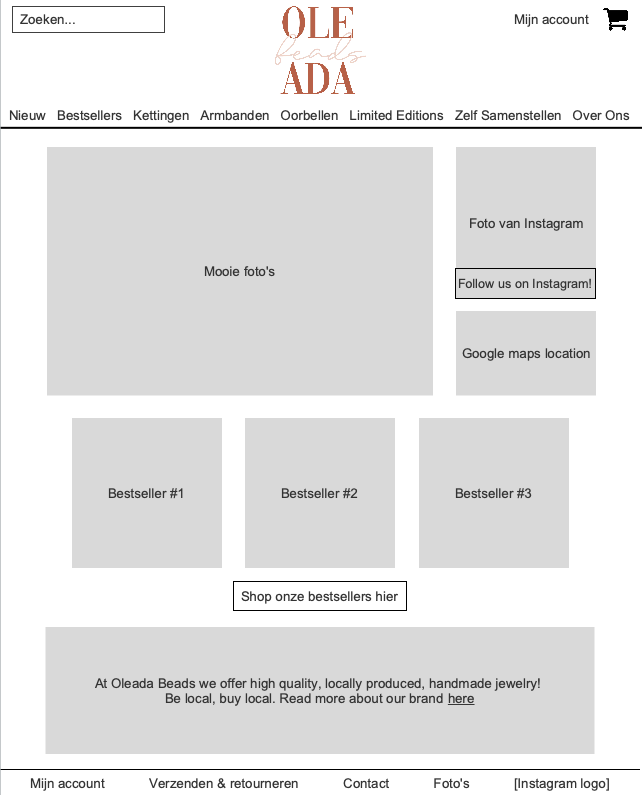 Zoeken...
OLE
beads
ADA
Mijn account
Nieuw Bestsellers Kettingen Armbanden Oorbellen Limited Editions Zelf Samenstellen Over Ons
Mooie foto's
Foto van Instagram
Follow us on Instagram!
Google maps location
Bestseller #1
Bestseller #2
Bestseller #3
Shop onze bestsellers hier
At Oleada Beads we offer high quality, locally produced, handmade jewelry!
Be local, buy local. Read more about our brand here
Mijn account Verzenden & retourneren Contact Foto's [Instagram logo]